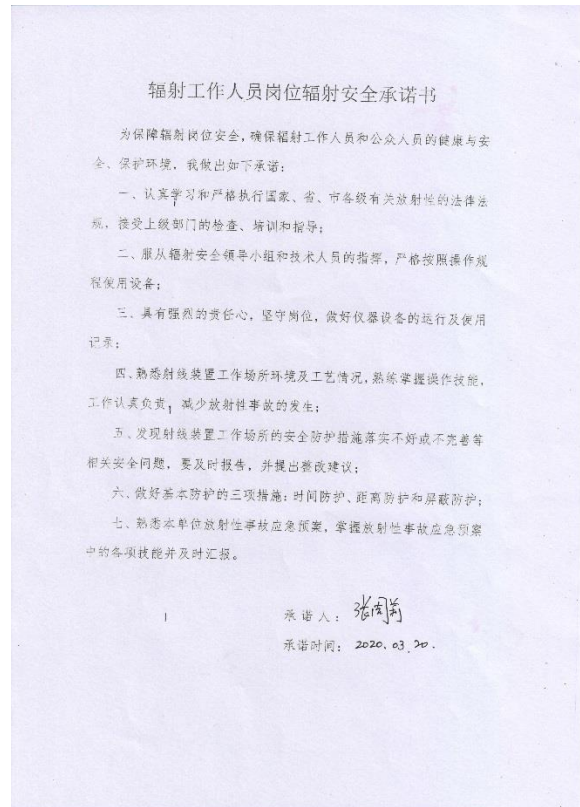 辐射工作人员岗位辐射安全承诺书
为保障辐射岗位安全，确保辐射工作人员和公众人员的健康与安
全、保护环境，我做出如下承诺：
一、认真学习和严格执行国家、省、市各级有关放射性的法律法
规，接受上级部门的检查、培训和指导；
二、服从辐射安全领导小组和技术人员的指挥，严格按照操作规
程使用设备；
三、具有强烈的责任心，坚守岗位，做好仪器设备的运行及使用
记录；
四、熟悉射线装置工作场所环境及工艺情况，熟练掌握操作技能，
工作认真负责，减少放射性事故的发生；
五、发现射线装置工作场所的安全防护措施落实不好或不完善等
相关安全问题，要及时报告，并提出整改建议；
六、做好基本防护的三项措施：时间防护、距离防护和屏蔽防护；
七、熟悉本单位放射性事故应急预案，掌握放射性事故应急预案
中的各项技能并及时汇报。
承诺人：张闰莉
承诺时间：2020.03.20.